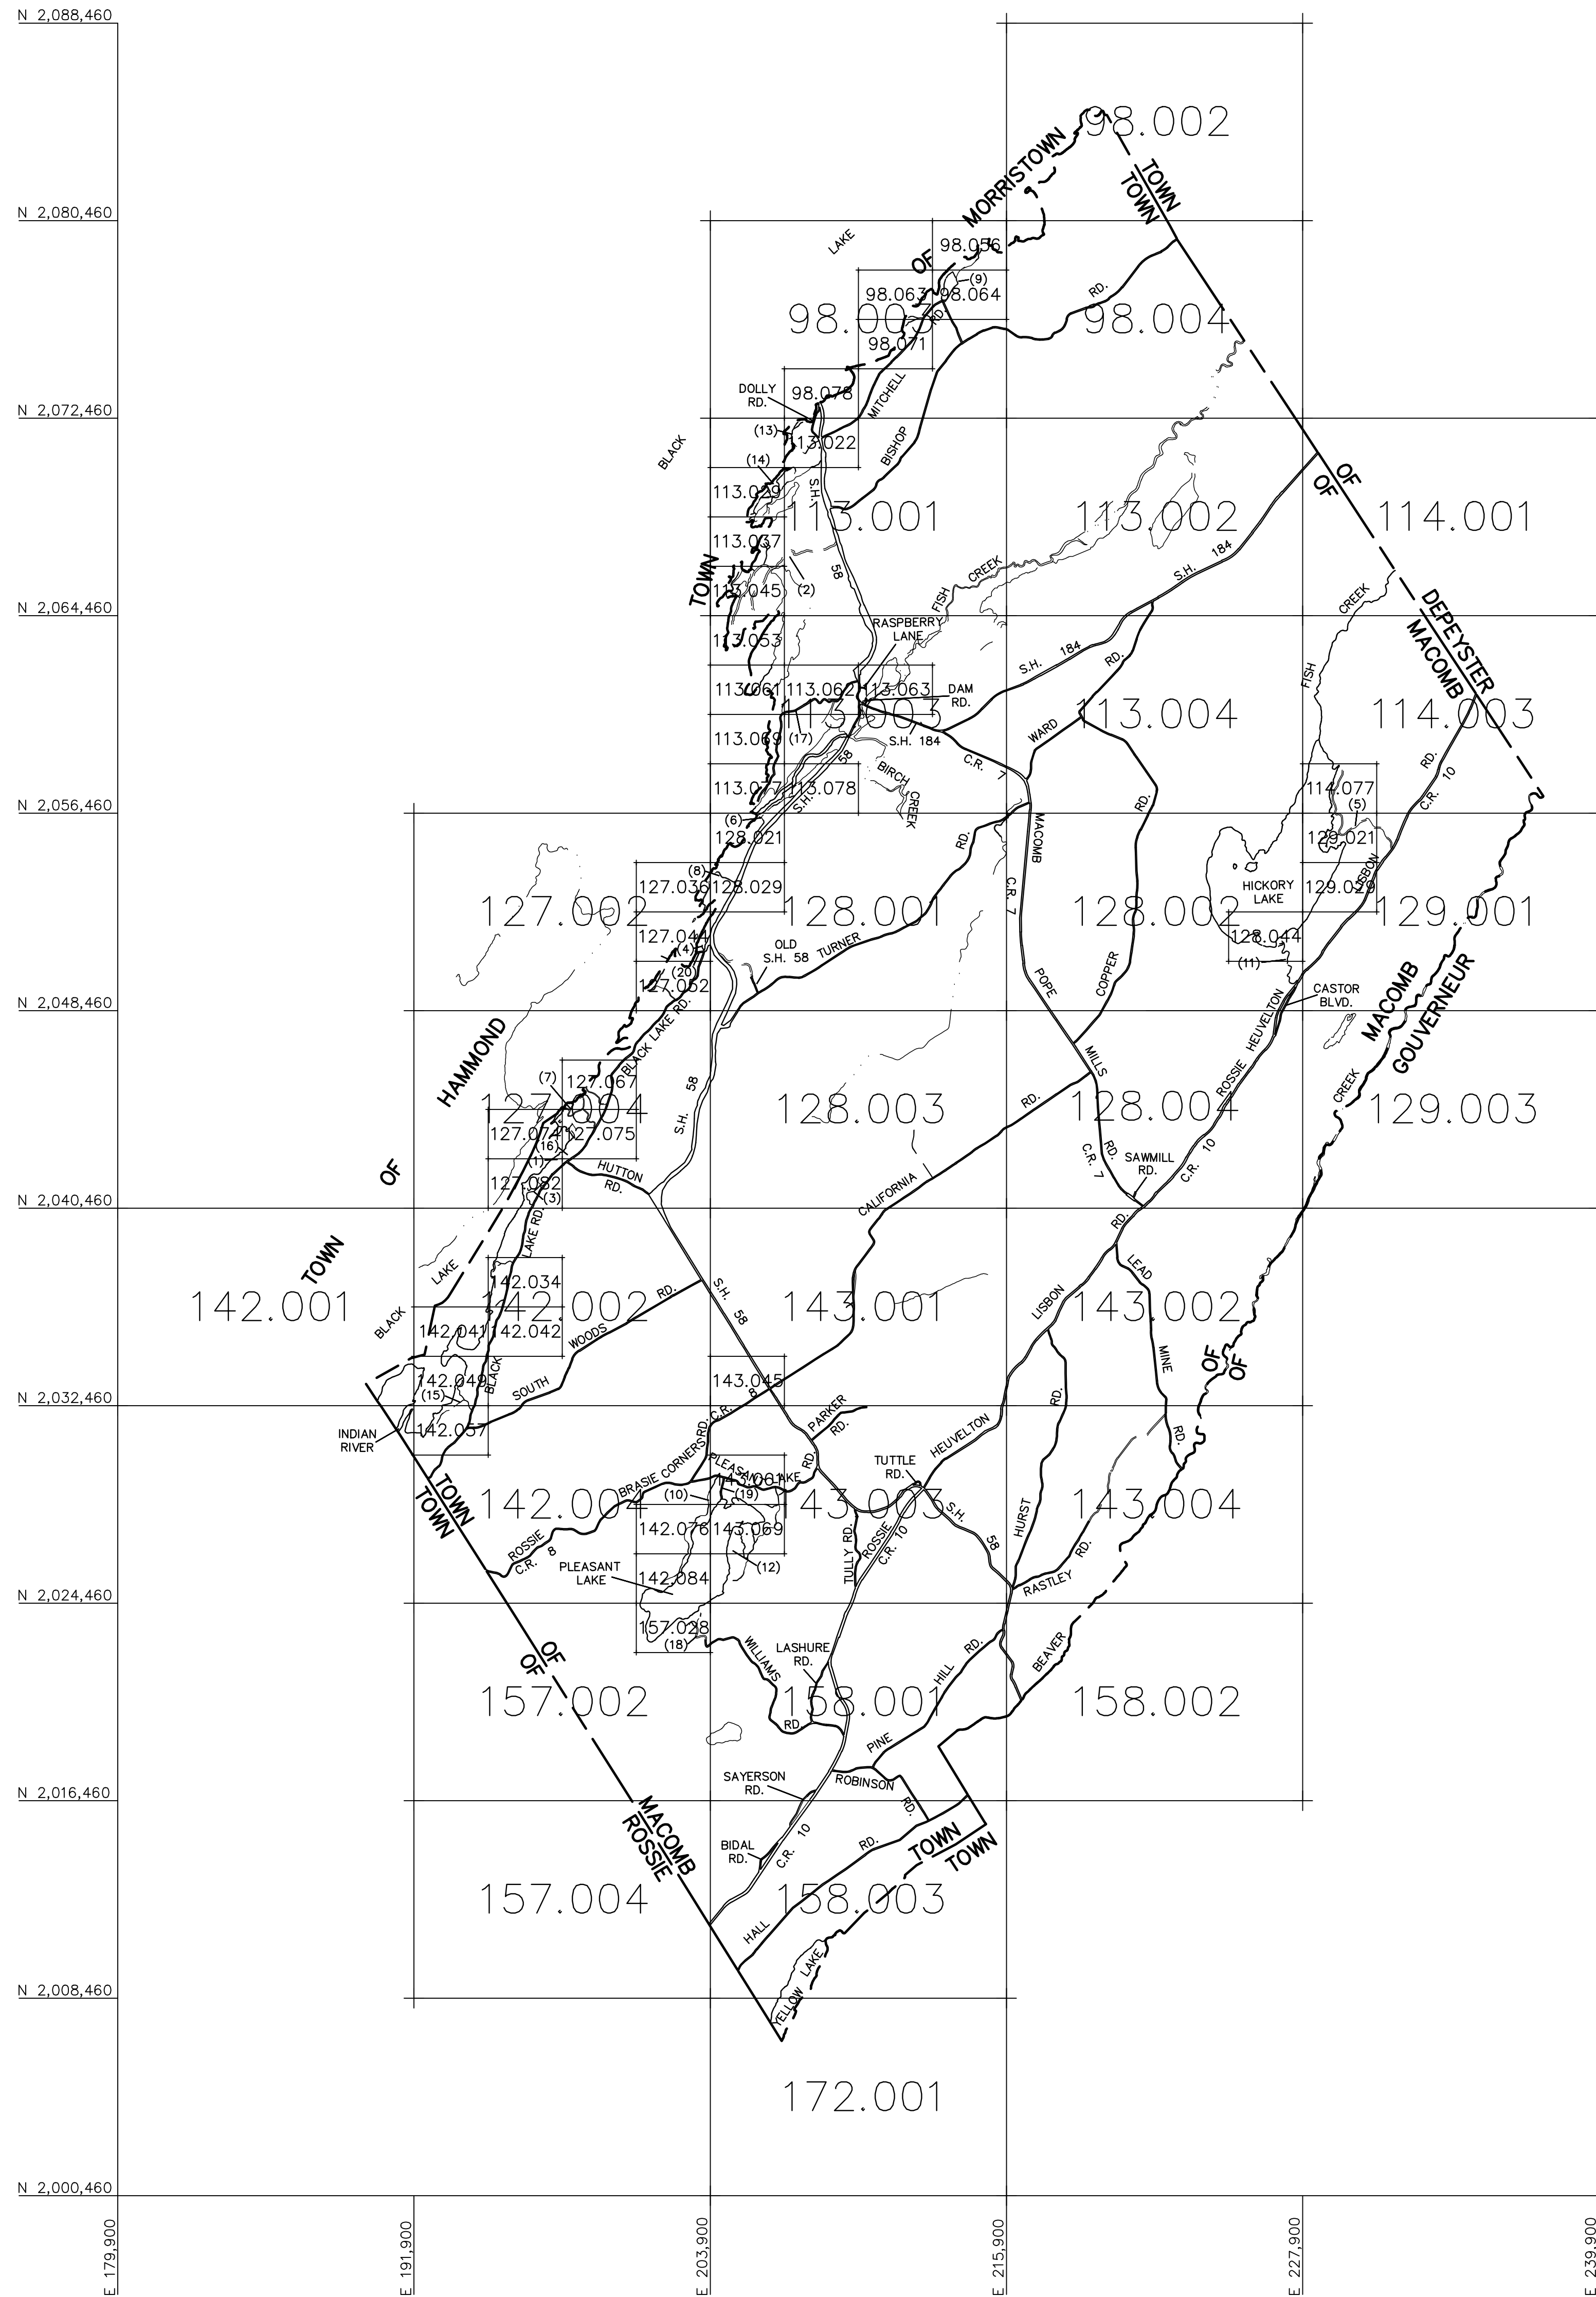 N 2,088,460
98.002
MORRISTOWN
TOWN
TOWN
N 2,080,460
LAKE
OF
98.056
(9)
98.063
98.064
RD.
RD.
98.003
98.004
98.071
DOLLY
RD.
98.078
MITCHELL
N 2,072,460
(13)
113.022
BLACK
BISHOP
(14)
OF
OF
113.029
S.H.
113.001
113.002
114.001
113.037
S.H. 184
TOWN
58
CREEK
113.045
(2)
FISH
CREEK
N 2,064,460
RASPBERRY
LANE
DEPEYSTER
MACOMB
113.053
S.H. 184
RD.
FISH
113.061
113.062
113.063
DAM
RD.
113.003
113.004
114.003
113.069
(17)
S.H. 184
WARD
58
C.R. 7
BIRCH
CREEK
RD.
C.R. 10
113.077
113.078
S.H.
114.077
(5)
RD.
N 2,056,460
(6)
128.021
MACOMB
RD.
129.021
LISBON
(8)
127.036
128.029
HICKORY
LAKE
129.029
127.002
128.001
C.R. 7
128.002
129.001
127.044
(4)
128.044
OLD
S.H. 58
TURNER
(20)
(11)
127.052
POPE
COPPER
CASTOR
BLVD.
MACOMB
GOUVERNEUR
N 2,048,460
BLACK LAKE RD.
HEUVELTON
HAMMOND
MILLS
(7)
127.067
S.H. 58
RD.
ROSSIE
CREEK
127.004
128.003
128.004
129.003
127.074
127.075
(16)
(1)
C.R. 10
RD.
C.R. 7
SAWMILL
RD.
HUTTON
RD.
OF
127.082
(3)
CALIFORNIA
N 2,040,460
LAKE RD.
RD.
TOWN
LAKE
LEAD
142.034
RD.
S.H. 58
LISBON
142.001
142.002
143.001
143.002
BLACK
142.041
142.042
WOODS
MINE
OF
OF
BLACK
SOUTH
142.049
(15)
143.045
C.R. 8
RD.
N 2,032,460
PARKER
RD.
142.057
INDIAN
RIVER
RD.
HEUVELTON
RD.
BRASIE CORNERS
PLEASANT LAKE
RD.
143.061
TUTTLE
RD.
TOWN
TOWN
(10)
(19)
142.004
143.003
143.004
S.H. 58
HURST
142.076
143.069
ROSSIE
C.R. 8
TULLY RD.
ROSSIE
C.R. 10
RD.
PLEASANT
LAKE
(12)
142.084
RASTLEY
N 2,024,460
157.028
(18)
WILLIAMS
LASHURE
RD.
HILL RD.
BEAVER
OF
OF
157.002
158.001
158.002
RD.
PINE
SAYERSON
RD.
ROBINSON
RD.
N 2,016,460
MACOMB
ROSSIE
BIDAL
RD.
C.R. 10
RD.
TOWN
TOWN
157.004
158.003
HALL
YELLOW LAKE
N 2,008,460
172.001
N 2,000,460
E 179,900
E 191,900
E 203,900
E 215,900
E 227,900
E 239,900